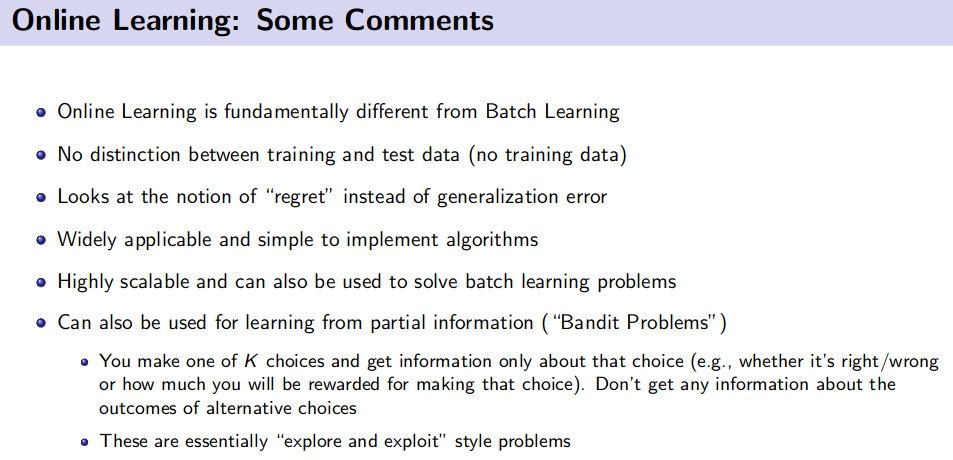 Online Learning: Some Comments
Online Learning is fundamentally different from Batch Learning
No distinction between training and test data (no training data)
Looks at the notion of “regret” instead of generalization error
Widely applicable and simple to implement algorithms
Highly scalable and can also be used to solve batch learning problems
Can also be used for learning from partial information (“Bandit Problems”)
You make one of K choices and get information only about that choice (e.g., whether it's right/wrong
or how much you will be rewarded for making that choice). Don't get any information about the
outcomes of alternative choices
These are essentially “explore and exploit” style problems